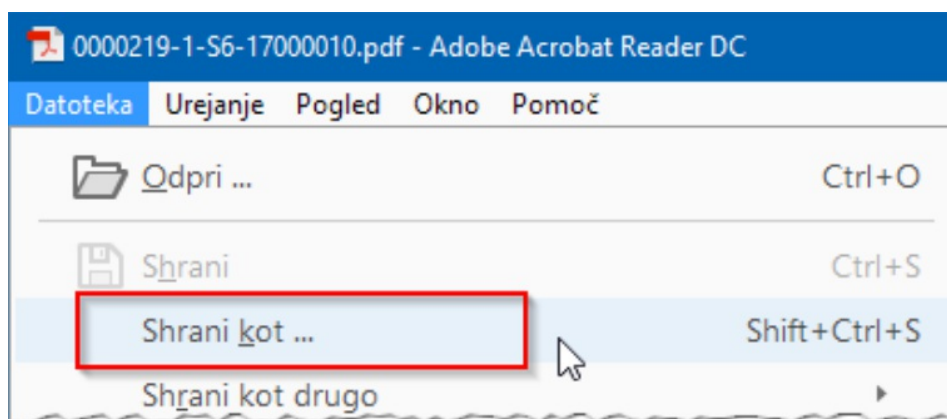 0000219-1-S6-17000010.pdf - Adobe Acrobat Reader DC
Datoteka Urejanje Pogled Okno Pomoč
Odpri ... Ctrl+O
Shrani Ctrl+S
Shrani kot ... Shift+Ctrl+S
Shrani kot drugo